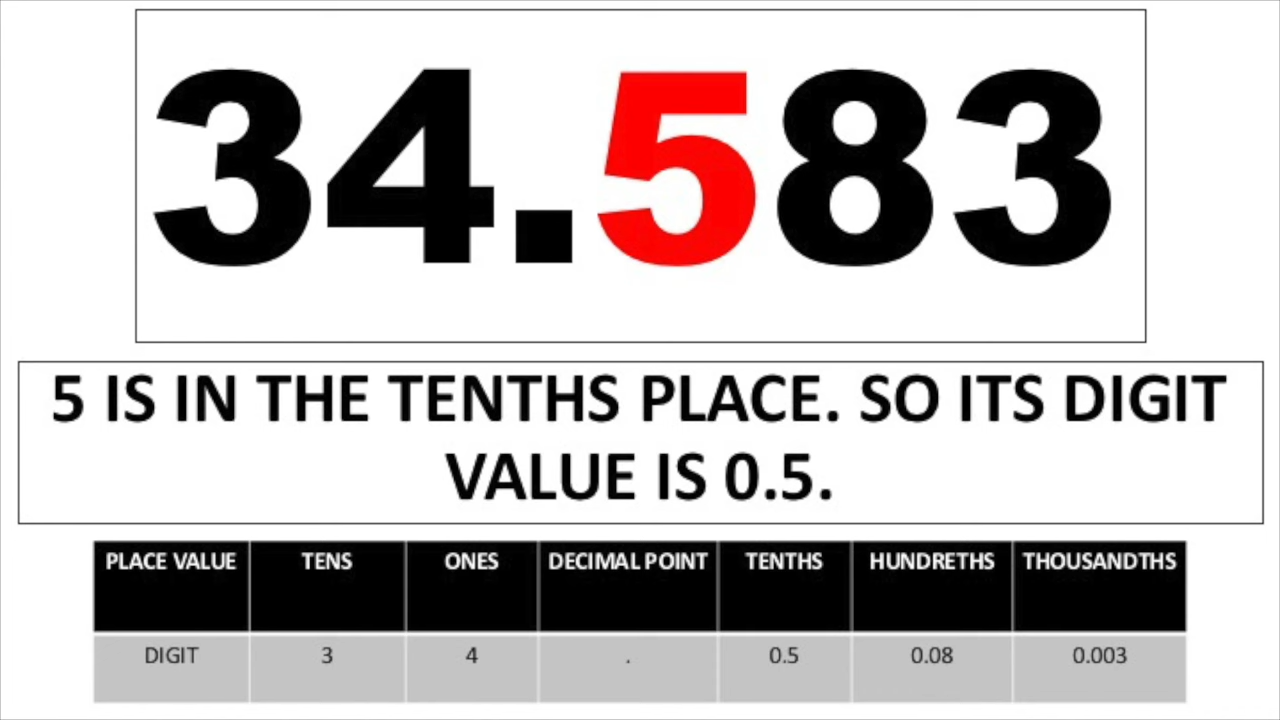 34.583
5 IS IN THE TENTHS PLACE. SO ITS DIGIT
VALUE IS 0.5.
PLACE VALUE TENS ONES DECIMAL POINT TENTHS HUNDRETHS THOUSANDTHS
DIGIT 3 4 . 0.5 0.08 0.003